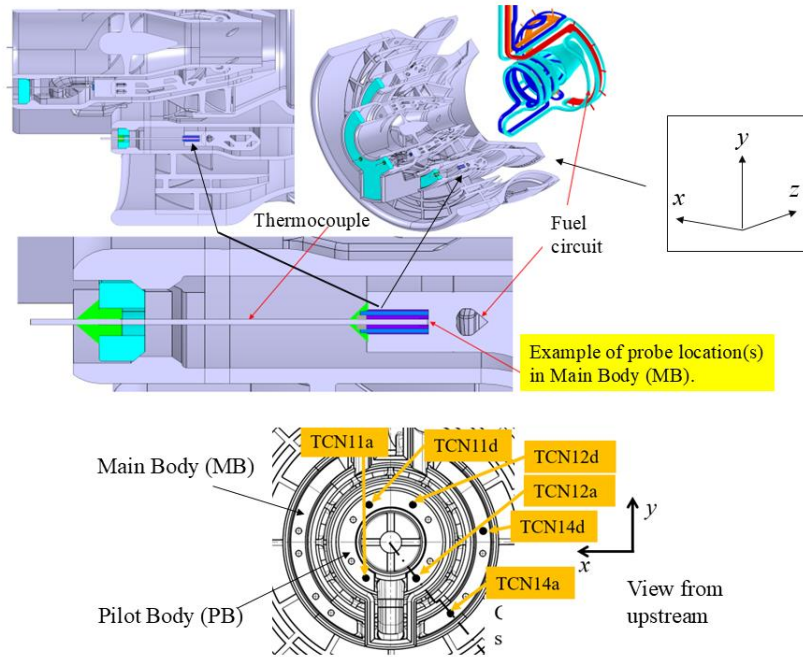 y
x
z
Thermocouple
Fuel
circuit
Example of probe location(s)
in Main Body (MB).
TCN11a
TCN11d
TCN12d
Main Body (MB)
TCN12a
TCN14d
y
x
TCN14a
View from
upstream
Pilot Body (PB)
s